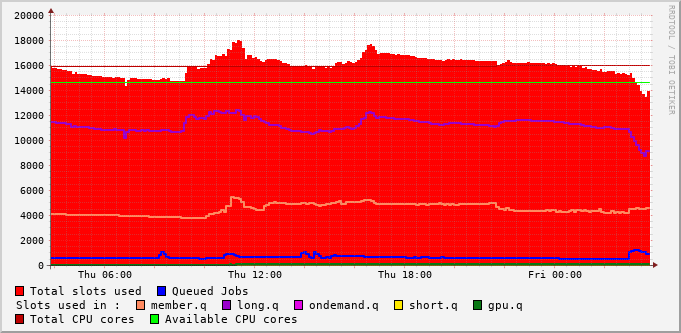 RRDTOOL / TOBI OETIKER
20000
18000
16000
14000
12000
10000
8000
6000
4000
2000
0
Thu 06:00 Thu 12:00 Thu 18:00 Fri 00:00
Total slots used Queued Jobs
Slots used in : member.q long.q ondemand.q short.q gpu.q
Total CPU cores Available CPU cores